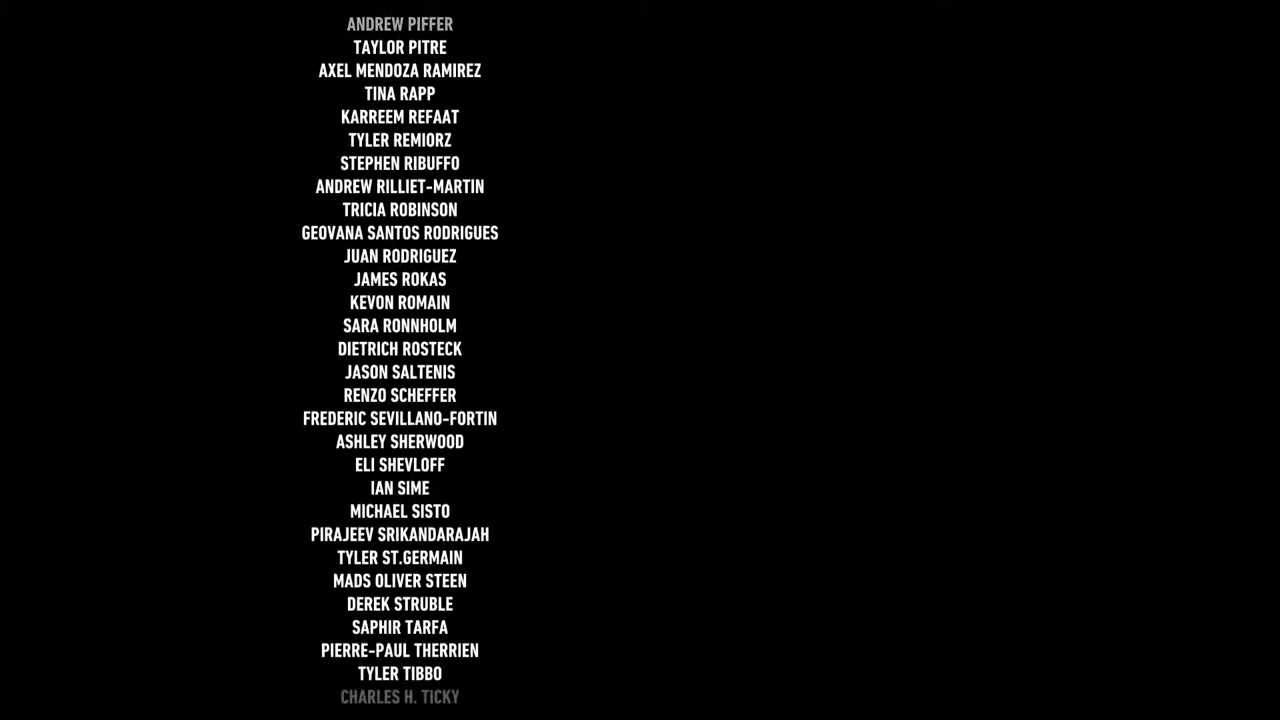 ANDREW PIFFER
TAYLOR PITRE
AXEL MENDOZA RAMIREZ
TINA RAPP
KARREEM REFAAT
TYLER REMIORZ
STEPHEN RIBUFFO
ANDREW RILLIET-MARTIN
TRICIA ROBINSON
GEOVANA SANTOS RODRIGUES
JUAN RODRIGUEZ
JAMES ROKAS
KEVON ROMAIN
SARA RONNHOLM
DIETRICH ROSTECK
JASON SALTENIS
RENZO SCHEFFER
FREDERIC SEVILLANO-FORTIN
ASHLEY SHERWOOD
ELI SHEVLOFF
IAN SIME
MICHAEL SISTO
PIRAJEEV SRIKANDARAJAH
TYLER ST.GERMAIN
MADS OLIVER STEEN
DEREK STRUBLE
SAPHIR TARFA
PIERRE-PAUL THERRIEN
TYLER TIBBO
CHARLES H. TICKY